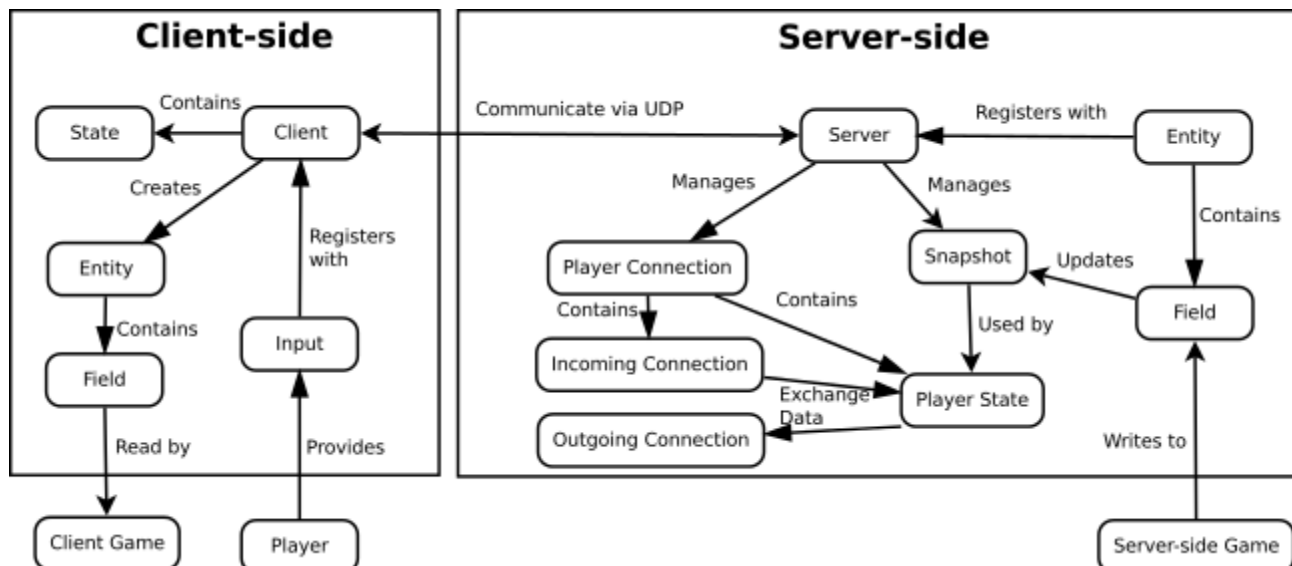 Client-side
Server-side
Contains
Communicate via UDP
Registers with
State
Client
Server
Entity
Creates
Manages
Manages
Registers
with
Contains
Entity
Player Connection
Snapshot
Updates
Contains
Contains
Contains
Used by
Field
Input
Field
Incoming Connection
Exchange
Data
Player State
Outgoing Connection
Read by
Provides
Writes to
Client Game
Player
Server-side Game